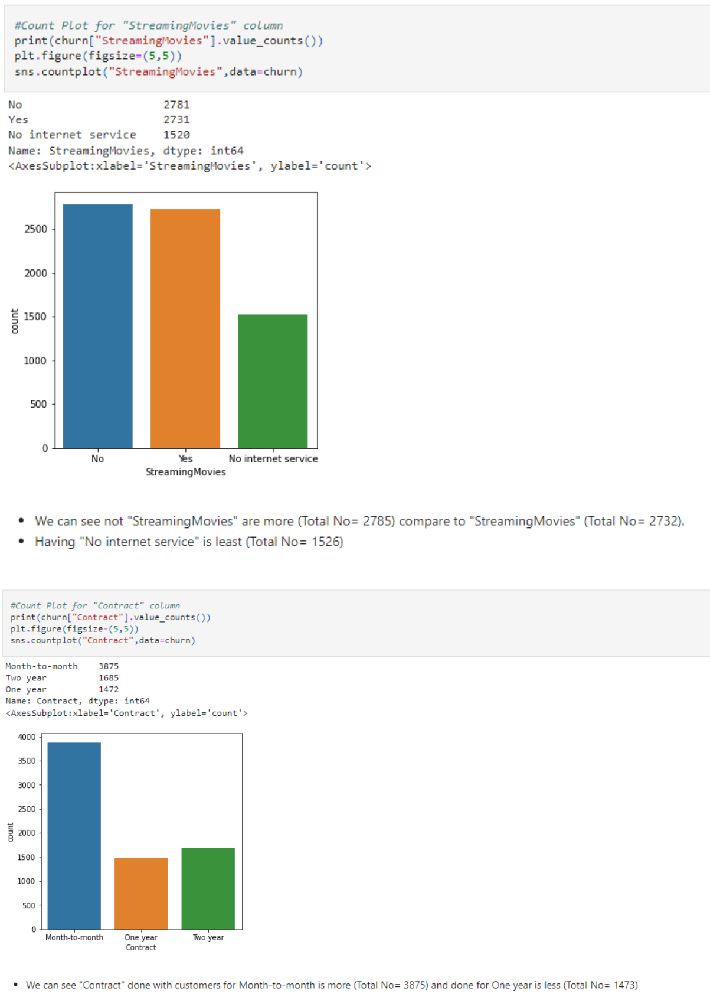 #Count Plot for "StreamingMovies" column
print(churn["StreamingMovies"].value_counts())
plt.figure(figsize=(5,5))
sns.countplot("StreamingMovies",data=churn)
No 2781
Yes 2731
No internet service 1520
Name: StreamingMovies, dtype: int64
<AxesSubplot:xlabel='StreamingMovies', ylabel='count'>
2500
2000
1500
1000
500
0
count
No Yes No internet service
StreamingMovies
• We can see not "StreamingMovies" are more (Total No= 2785) compare to "StreamingMovies" (Total No= 2732).
• Having "No internet service" is least (Total No= 1526)
#Count Plot for "Contract" column
print(churn["Contract"].value_counts())
plt.figure(figsize=(5,5))
sns.countplot("Contract",data=churn)
Month-to-month 3875
Two year 1685
One year 1472
Name: Contract, dtype: int64
<AxesSubplot:xlabel='Contract', ylabel='count'>
4000
3500
3000
2500
2000
1500
1000
500
0
count
Month-to-month One year Two year
Contract
• We can see "Contract" done with customers for Month-to-month is more (Total No= 3875) and done for One year is less (Total No= 1473)